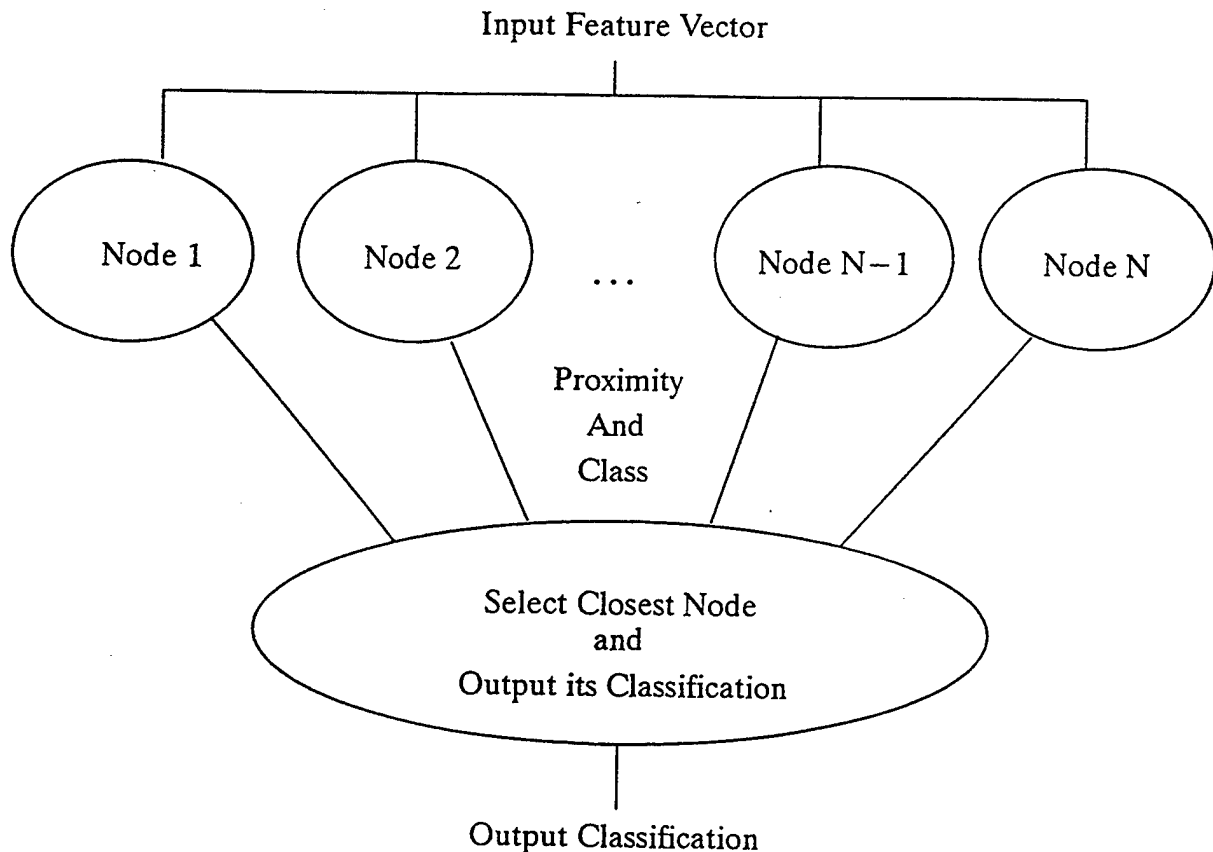 Input Feature Vector
Node 1
Node 2
...
Node N−1
Node N
Proximity
And
Class
Select Closest Node
and
Output its Classification
Output Classification